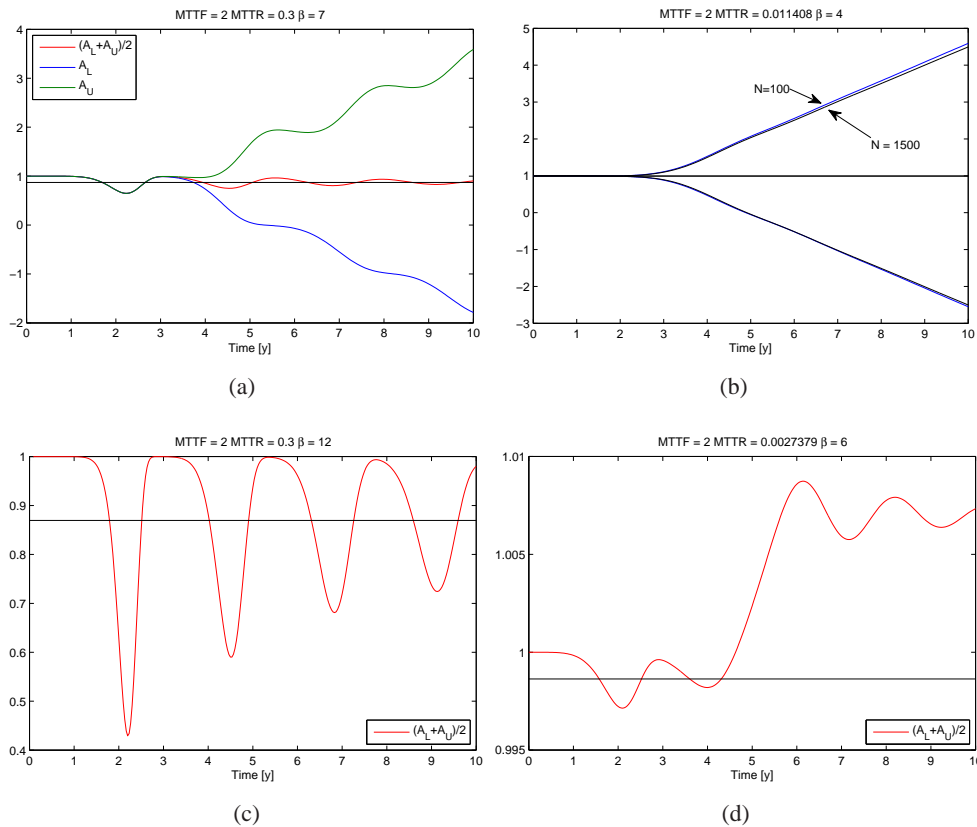 MTTF = 2 MTTR = 0.3 β = 7
4
3
2
1
0
−1
−2
(A_L+A_U)/2
A_L
A_U
0 1 2 3 4 5 6 7 8 9 10
Time [y]
(a)
MTTF = 2 MTTR = 0.011408 β = 4
5
4
3
2
1
0
−1
−2
−3
N=100
N = 1500
0 1 2 3 4 5 6 7 8 9 10
Time [y]
(b)
MTTF = 2 MTTR = 0.3 β = 12
1
0.9
0.8
0.7
0.6
0.5
0.4
(A_L+A_U)/2
0 1 2 3 4 5 6 7 8 9 10
Time [y]
(c)
MTTF = 2 MTTR = 0.0027379 β = 6
1.01
1.005
1
0.995
(A_L+A_U)/2
0 1 2 3 4 5 6 7 8 9 10
Time [y]
(d)